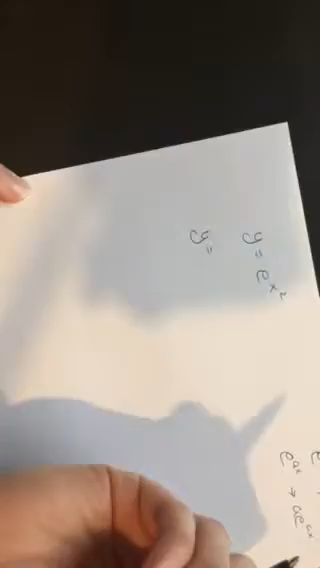 y = e^x^2
y =
e^ax → ae^ax